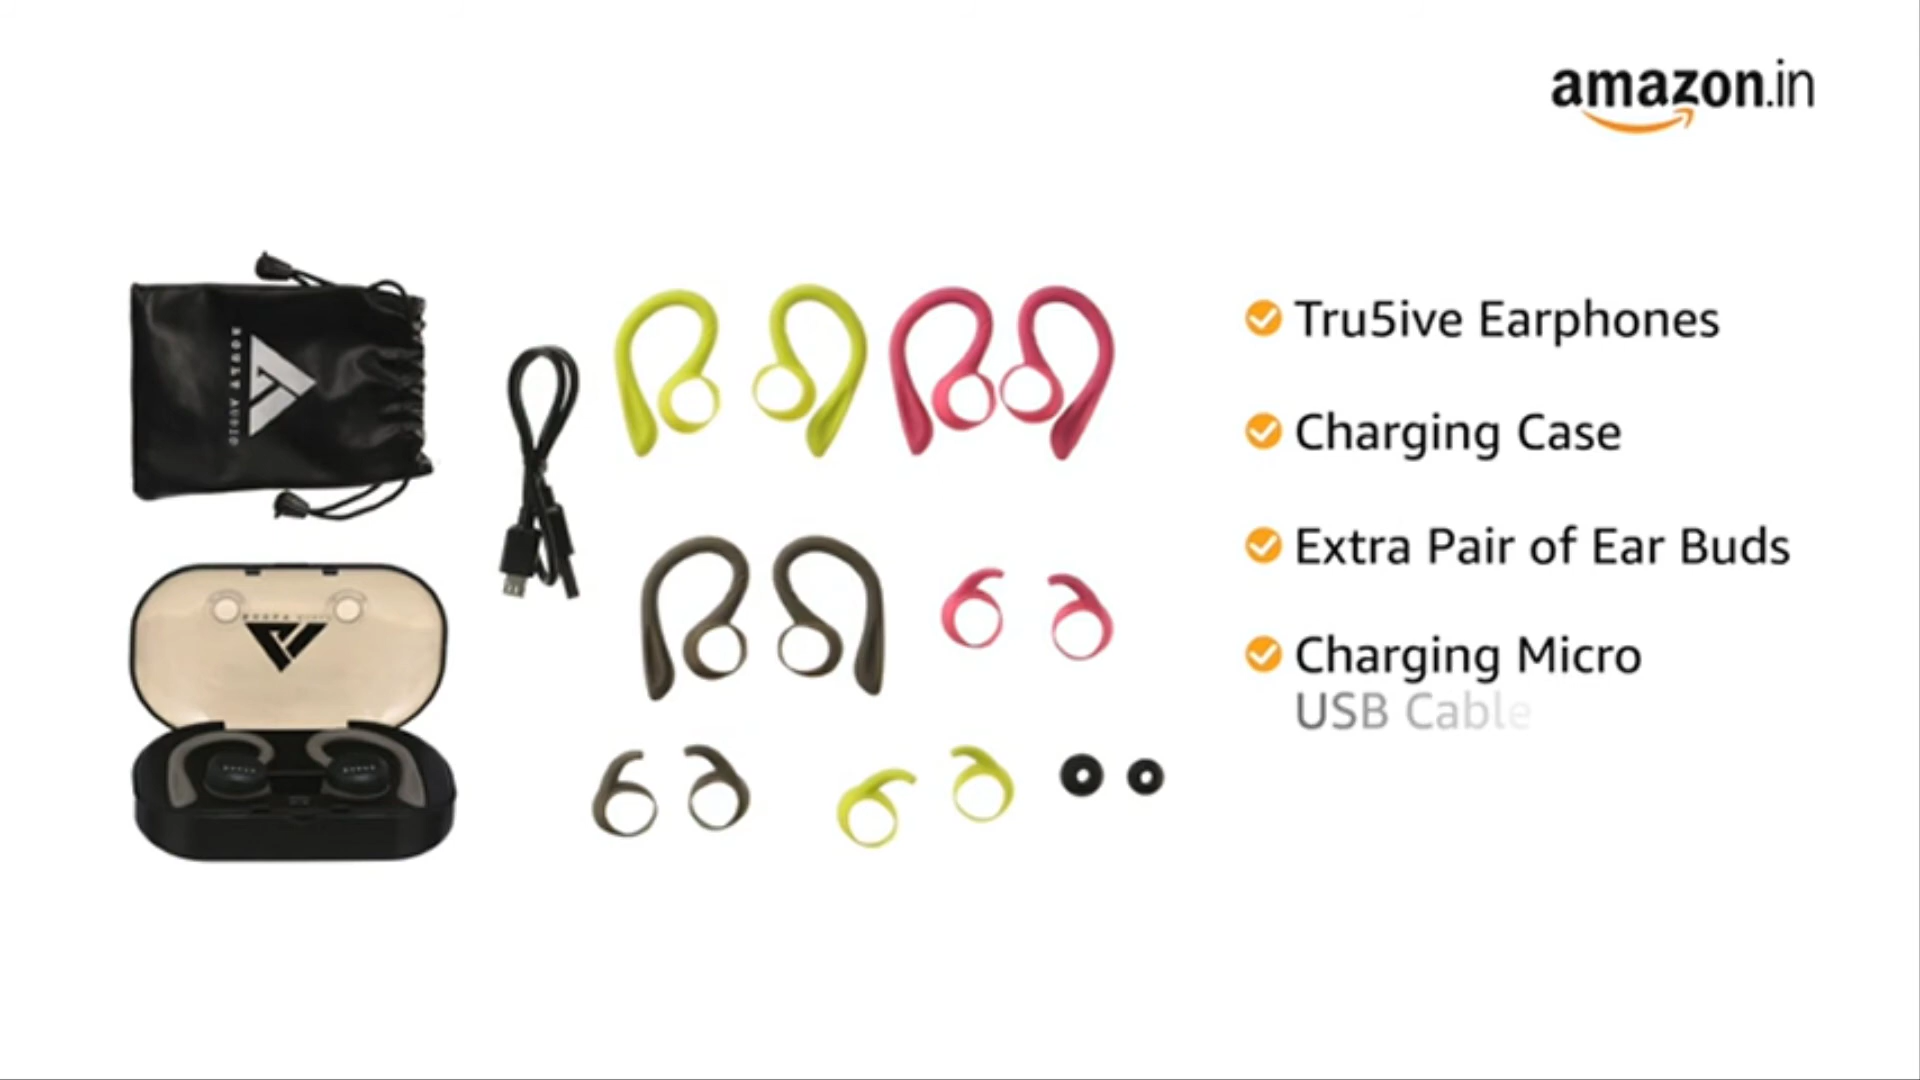 amazon.in
Tru5ive Earphones
Charging Case
Extra Pair of Ear Buds
Charging Micro
USB Cable